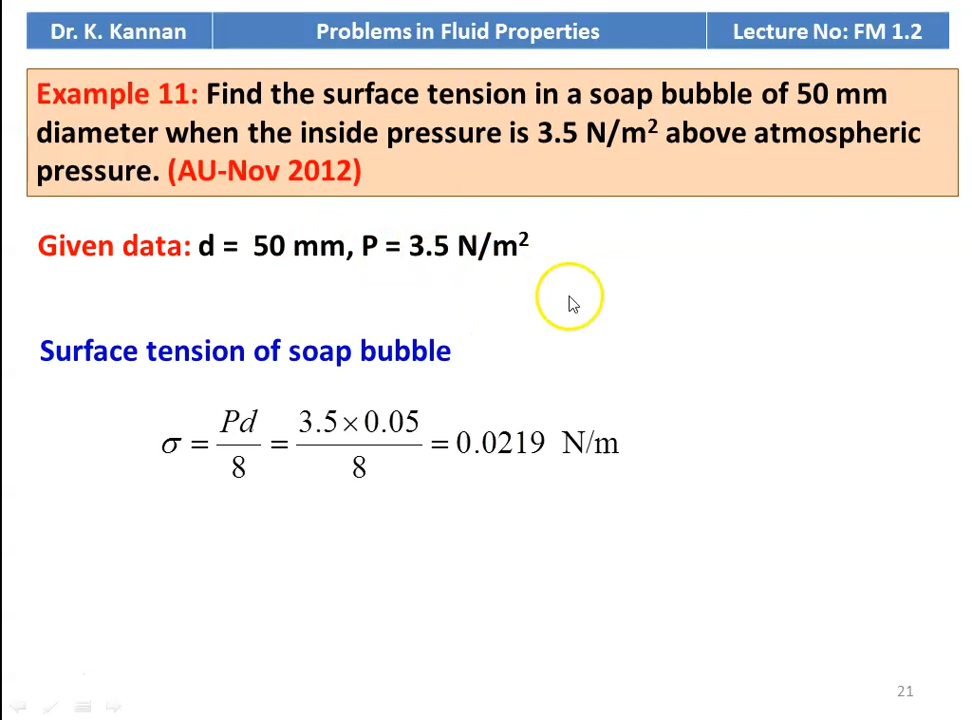 Dr. K. Kannan Problems in Fluid Properties Lecture No: FM 1.2
Example 11: Find the surface tension in a soap bubble of 50 mm
diameter when the inside pressure is 3.5 N/m² above atmospheric
pressure. (AU-Nov 2012)
Given data: d = 50 mm, P = 3.5 N/m²
Surface tension of soap bubble
σ = Pd/8 = 3.5×0.05/8 = 0.0219 N/m
21